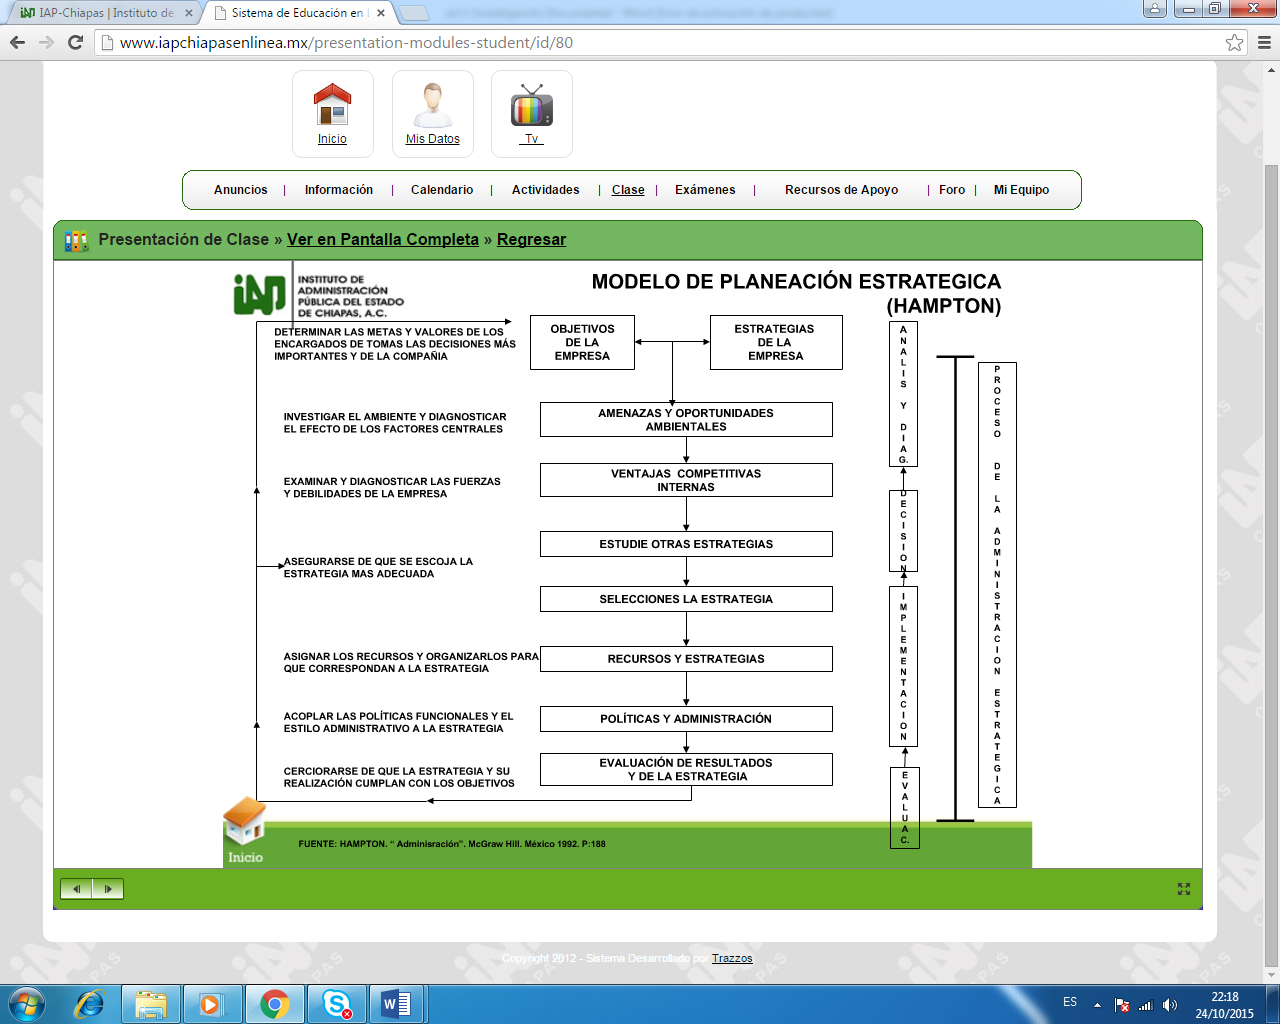 IAP-Chiapas | Instituto de
Sistema de Educación en
www.iapchiapasenlinea.mx/presentation-modules-student/id/80
Inicio
Mis Datos
Tv
Anuncios | Información | Calendario | Actividades | Clase | Exámenes | Recursos de Apoyo | Foro | Mi Equipo
Presentación de Clase » Ver en Pantalla Completa » Regresar
IAP
INSTITUTO DE
ADMINISTRACIÓN
PÚBLICA DEL ESTADO
DE CHIAPAS, A.C.
MODELO DE PLANEACIÓN ESTRATEGICA
(HAMPTON)
DETERMINAR LAS METAS Y VALORES DE LOS
ENCARGADOS DE TOMAS LAS DECISIONES MÁS
IMPORTANTES Y DE LA COMPAÑIA
OBJETIVOS
DE LA
EMPRESA
ESTRATEGIAS
DE LA
EMPRESA
INVESTIGAR EL AMBIENTE Y DIAGNOSTICAR
EL EFECTO DE LOS FACTORES CENTRALES
AMENAZAS Y OPORTUNIDADES
AMBIENTALES
EXAMINAR Y DIAGNOSTICAR LAS FUERZAS
Y DEBILIDADES DE LA EMPRESA
VENTAJAS COMPETITIVAS
INTERNAS
ESTUDIE OTRAS ESTRATEGIAS
ASEGURARSE DE QUE SE ESCOJA LA
ESTRATEGIA MAS ADECUADA
SELECCIONES LA ESTRATEGIA
ASIGNAR LOS RECURSOS Y ORGANIZARLOS PARA
QUE CORRESPONDAN A LA ESTRATEGIA
RECURSOS Y ESTRATEGIAS
ACOPLAR LAS POLÍTICAS FUNCIONALES Y EL
ESTILO ADMINISTRATIVO A LA ESTRATEGIA
POLÍTICAS Y ADMINISTRACIÓN
CERCIORARSE DE QUE LA ESTRATEGIA Y SU
REALIZACIÓN CUMPLAN CON LOS OBJETIVOS
EVALUACIÓN DE RESULTADOS
Y DE LA ESTRATEGIA
ANALIS Y DIAG.
DECISION
IMPLEMENTACION
EVALUAC.
PROCESO DE LA ADMINISTRACION ESTRATEGICA
Inicio
FUENTE: HAMPTON. “ Adminisración”. McGraw Hill. México 1992. P:188
Copyright 2012 - Sistema Desarrollado por Trazzos
ES
22:18
24/10/2015